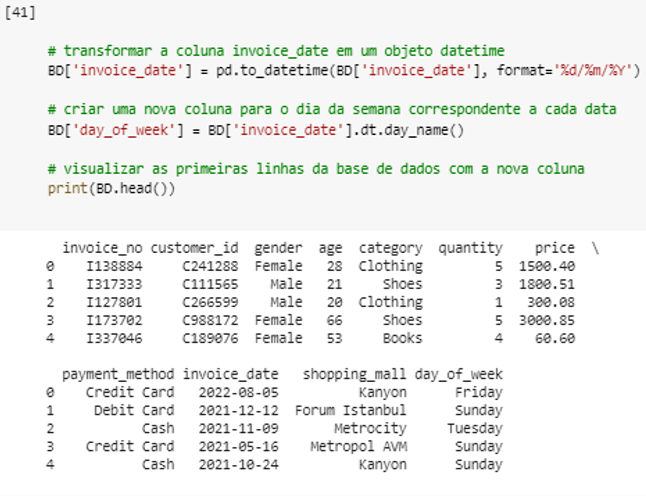 [41]
# transformar a coluna invoice_date em um objeto datetime
BD['invoice_date'] = pd.to_datetime(BD['invoice_date'], format='%d/%m/%Y')
# criar uma nova coluna para o dia da semana correspondente a cada data
BD['day_of_week'] = BD['invoice_date'].dt.day_name()
# visualizar as primeiras linhas da base de dados com a nova coluna
print(BD.head())
invoice_no customer_id gender age category quantity price \
0 I138884 C241288 Female 28 Clothing 5 1500.40
1 I317333 C111565 Male 21 Shoes 3 1800.51
2 I127801 C266599 Male 20 Clothing 1 300.08
3 I173702 C988172 Female 66 Shoes 5 3000.85
4 I337046 C189076 Female 53 Books 4 60.60
payment_method invoice_date shopping_mall day_of_week
0 Credit Card 2022-08-05 Kanyon Friday
1 Debit Card 2021-12-12 Forum Istanbul Sunday
2 Cash 2021-11-09 Metrocity Tuesday
3 Credit Card 2021-05-16 Metropol AVM Sunday
4 Cash 2021-10-24 Kanyon Sunday